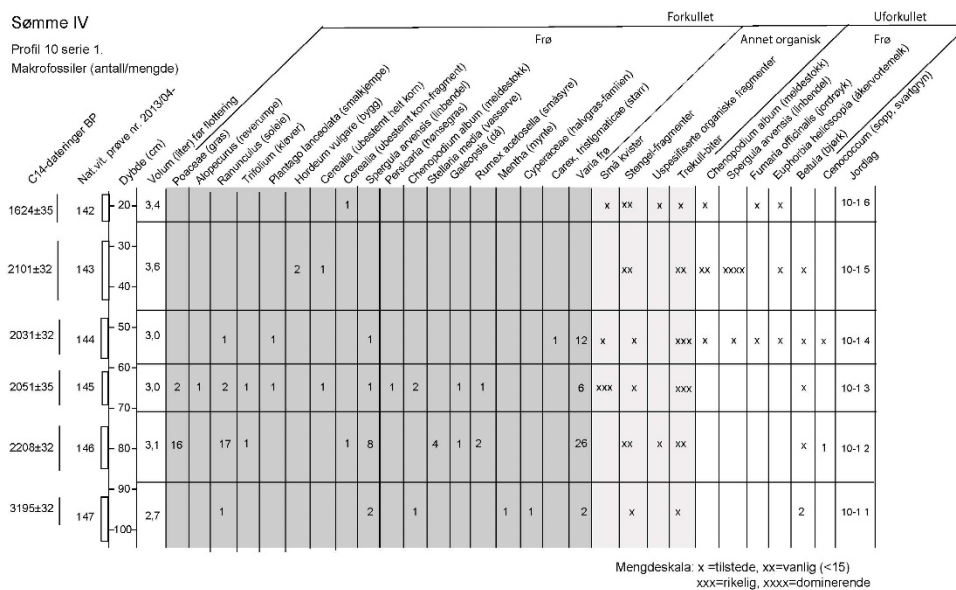 Sømme IV
Profil 10 serie 1.
Makrofossiler (antall/mengde)
Forkullet
Uforkullet
Frø
Annet organisk
Frø
C14-dateringer BP
Nat.vit. prøve nr. 2013/04-
Dybde (cm)
Volum (liter) før flottering
Poaceae (gras)
Alopecurus (reverumpe)
Ranunculus (soleie)
Trifolium (kløver)
Plantago lanceolata (smalkjempe)
Hordeum vulgare (bygg)
Cerealia (ubestemt helt korn)
Cerealia (ubestemt korn-fragment)
Spergula arvensis (linbendel)
Persicaria (hønsegras)
Chenopodium album (meldestokk)
Stellaria media (vassarve)
Galeopsis (då)
Rumex acetosella (småsyre)
Mentha (mynte)
Cyperaceae (halvgras-familien)
Carex, tristigmaticae (starr)
Varia frø
Små kvister
Stengel-fragmenter
Uspesifiserte organiske fragmenter
Trekull-biter
Chenopodium album (meldestokk)
Spergula arvensis (linbendel)
Fumaria officinalis (jordrøyk)
Euphorbia helioscopia (åkervortemelk)
Betula (bjørk)
Cenococcum (sopp, svartgryn)
Jordlag
1624±35 142 20 3,4 1 x xx x x x x x 10-1 6
30
2101±32 143 3,6 2 1 xx xx xx xxxx x x 10-1 5
40
50
2031±32 144 3,0 1 1 1 1 12 x x xxx x x x x x x 10-1 4
60
2051±35 145 3,0 2 1 2 1 1 1 1 1 2 1 1 6 xxx x xxx x 10-1 3
70
2208±32 146 80 3,1 16 17 1 1 8 4 1 2 26 xx x xx x 1 10-1 2
90
3195±32 147 2,7 1 2 1 1 1 2 x x 2 10-1 1
100
Mengdeskala: x =tilstede, xx=vanlig (<15)
xxx=rikelig, xxxx=dominerende